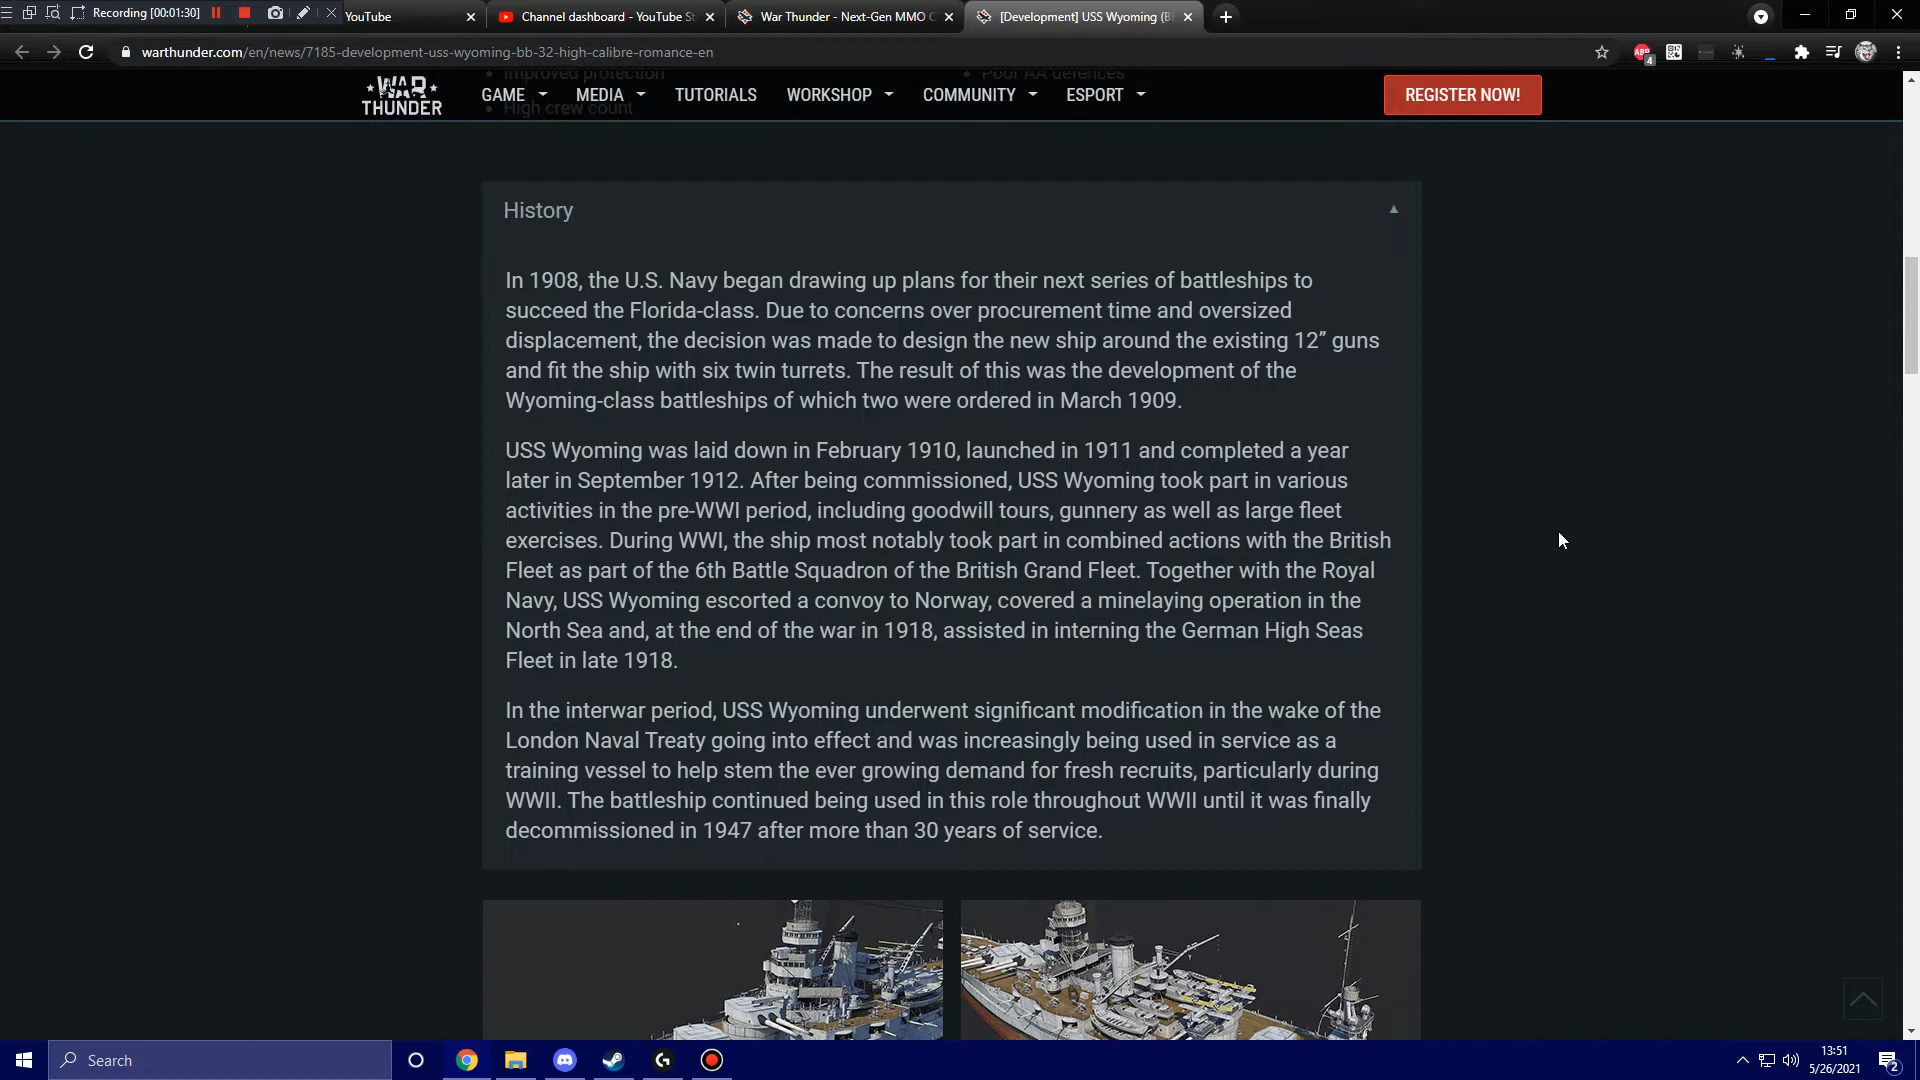 Recording [00:01:30]
YouTube
Channel dashboard - YouTube St
War Thunder - Next-Gen MMO C
[Development] USS Wyoming (B
warthunder.com/en/news/7185-development-uss-wyoming-bb-32-high-calibre-romance-en
ABP
4
Improved protection
Poor AA defences
High crew count
WAR THUNDER
GAME
MEDIA
TUTORIALS
WORKSHOP
COMMUNITY
ESPORT
REGISTER NOW!
History
In 1908, the U.S. Navy began drawing up plans for their next series of battleships to
succeed the Florida-class. Due to concerns over procurement time and oversized
displacement, the decision was made to design the new ship around the existing 12” guns
and fit the ship with six twin turrets. The result of this was the development of the
Wyoming-class battleships of which two were ordered in March 1909.
USS Wyoming was laid down in February 1910, launched in 1911 and completed a year
later in September 1912. After being commissioned, USS Wyoming took part in various
activities in the pre-WWI period, including goodwill tours, gunnery as well as large fleet
exercises. During WWI, the ship most notably took part in combined actions with the British
Fleet as part of the 6th Battle Squadron of the British Grand Fleet. Together with the Royal
Navy, USS Wyoming escorted a convoy to Norway, covered a minelaying operation in the
North Sea and, at the end of the war in 1918, assisted in interning the German High Seas
Fleet in late 1918.
In the interwar period, USS Wyoming underwent significant modification in the wake of the
London Naval Treaty going into effect and was increasingly being used in service as a
training vessel to help stem the ever growing demand for fresh recruits, particularly during
WWII. The battleship continued being used in this role throughout WWII until it was finally
decommissioned in 1947 after more than 30 years of service.
Search
13:51
5/26/2021
2